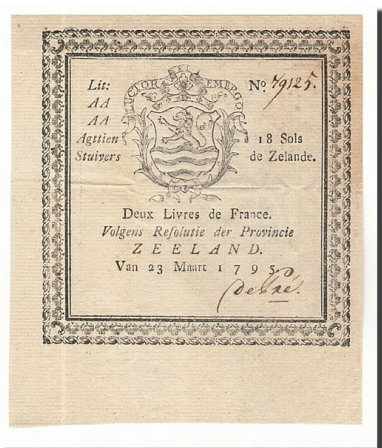 LUCTOR ET EMERGO
Lit: No. 79125.
AA
AA
Agttien 18 Sols
Stuivers de Zelande.
Deux Livres de France.
Volgens Reſolutie der Provincie
ZEELAND.
Van 23 Maart 1795.